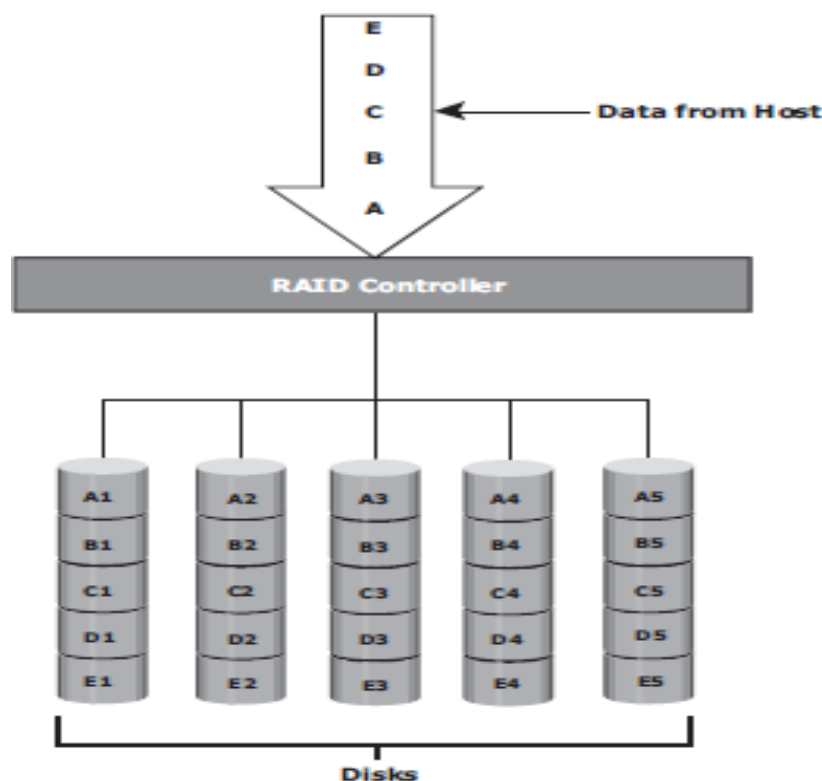 E
D
C
Data from Host
B
A
RAID Controller
A1 A2 A3 A4 A5
B1 B2 B3 B4 B5
C1 C2 C3 C4 C5
D1 D2 D3 D4 D5
E1 E2 E3 E4 E5
Disks